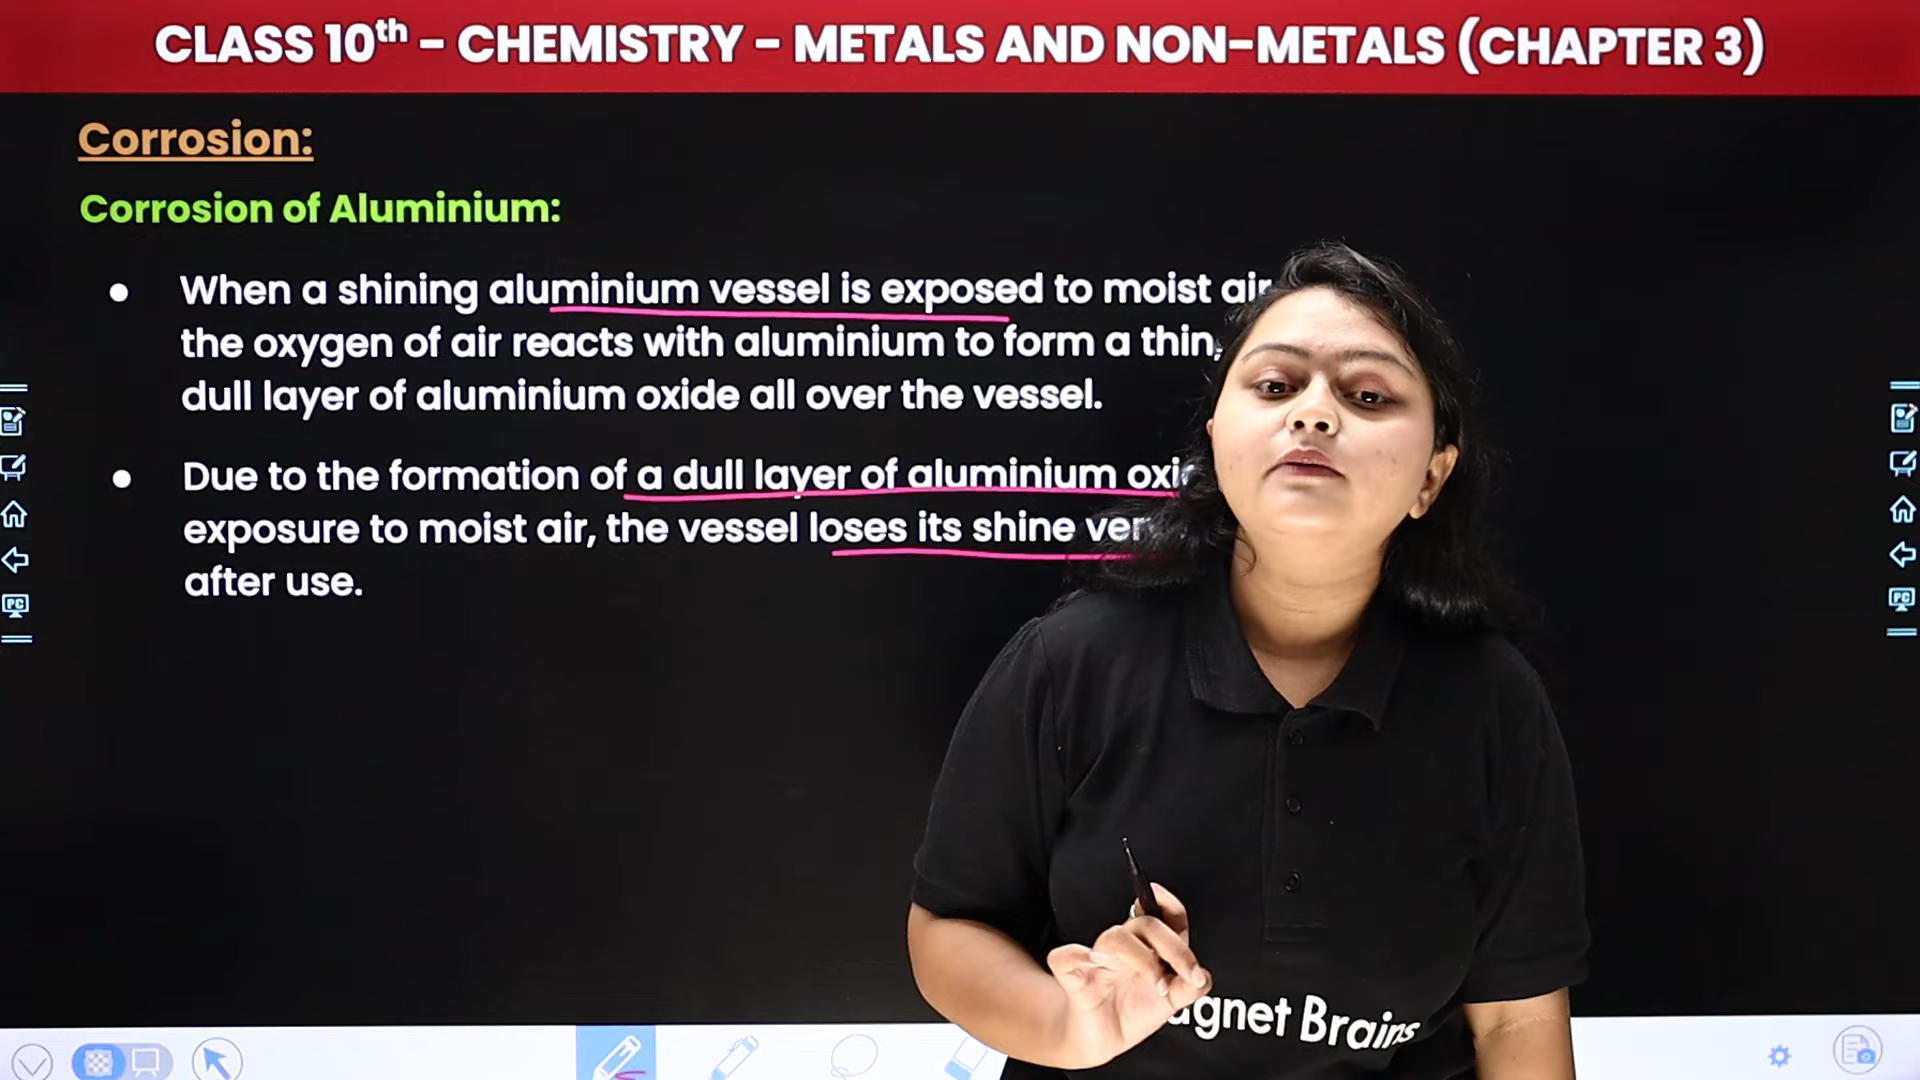 CLASS 10th - CHEMISTRY - METALS AND NON-METALS (CHAPTER 3)
Corrosion:
Corrosion of Aluminium:
• When a shining aluminium vessel is exposed to moist air
the oxygen of air reacts with aluminium to form a thin,
dull layer of aluminium oxide all over the vessel.
• Due to the formation of a dull layer of aluminium
exposure to moist air, the vessel loses its shine
after use.
PC
PC
Brains